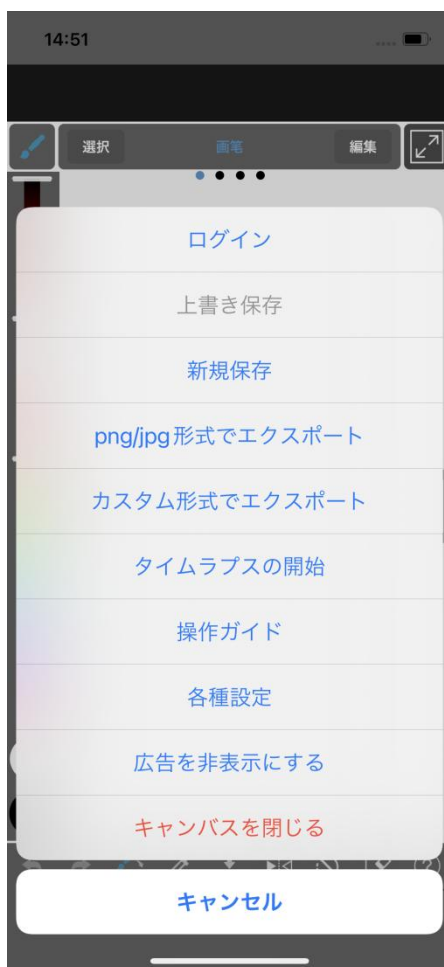 14:51
選択
画笔
編集
ログイン
上書き保存
新規保存
png/jpg形式でエクスポート
カスタム形式でエクスポート
タイムラプスの開始
操作ガイド
各種設定
広告を非表示にする
キャンバスを閉じる
キャンセル